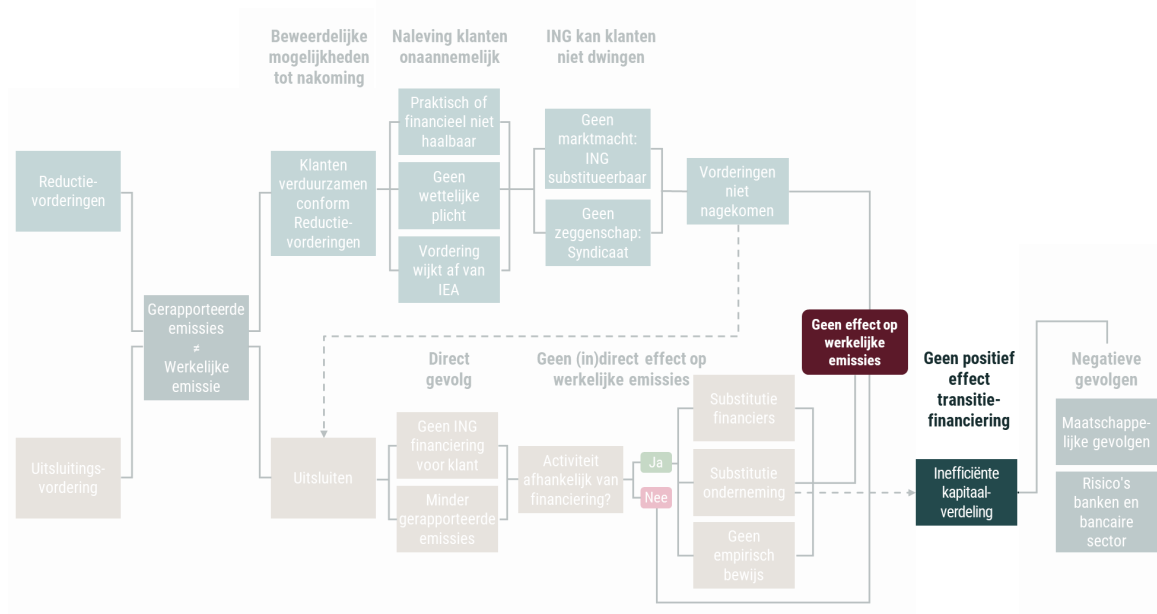 Beweerdelijke
mogelijkheden
tot nakoming
Naleving klanten
onaannemelijk
ING kan klanten
niet dwingen
Reductie-
vorderingen
Klanten
verduurzamen
conform
Reductie-
vorderingen
Praktisch of
financieel niet
haalbaar
Geen
wettelijke
plicht
Vordering
wijkt af van
IEA
Geen
marktmacht:
ING
substitueerbaar
Geen
zeggenschap:
Syndicaat
Vorderingen
niet
nagekomen
Gerapporteerde
emissies
≠
Werkelijke
emissie
Geen effect op
werkelijke
emissies
Direct
gevolg
Geen (in)direct effect op
werkelijke emissies
Geen positief
effect
transitie-
financiering
Negatieve
gevolgen
Uitsluitings-
vordering
Uitsluiten
Geen ING
financiering
voor klant
Minder
gerapporteerde
emissies
Activiteit
afhankelijk van
financiering?
Ja
Nee
Substitutie
financiers
Substitutie
onderneming
Geen
empirisch
bewijs
Inefficiënte
kapitaal-
verdeling
Maatschappe-
lijke gevolgen
Risico's
banken en
bancaire
sector